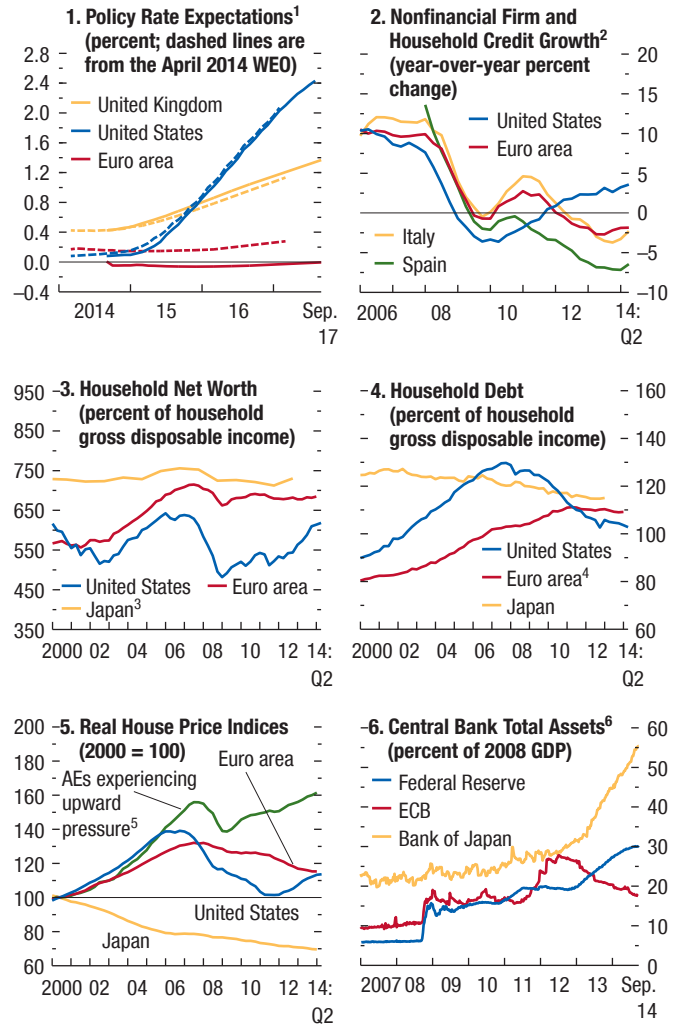 1. Policy Rate Expectations1
(percent; dashed lines are
from the April 2014 WEO)
2.8
2.4
2.0
1.6
1.2
0.8
0.4
0.0
–0.4
United Kingdom
United States
Euro area
2014 15 16 Sep.
17
2. Nonfinancial Firm and
Household Credit Growth2
(year-over-year percent
change)
20
15
10
5
0
–5
–10
United States
Euro area
Italy
Spain
2006 08 10 12 14:
Q2
3. Household Net Worth
(percent of household
gross disposable income)
950
850
750
650
550
450
350
United States Euro area
Japan3
2000 02 04 06 08 10 12 14:
Q2
4. Household Debt
(percent of household
gross disposable income)
160
140
120
100
80
60
United States
Euro area4
Japan
2000 02 04 06 08 10 12 14:
Q2
5. Real House Price Indices
(2000 = 100)
200
180
160
140
120
100
80
60
Euro area
AEs experiencing
upward
pressure5
United States
Japan
2000 02 04 06 08 10 12 14:
Q2
6. Central Bank Total Assets6
(percent of 2008 GDP)
60
50
40
30
20
10
0
Federal Reserve
ECB
Bank of Japan
2007 08 09 10 11 12 13 Sep.
14